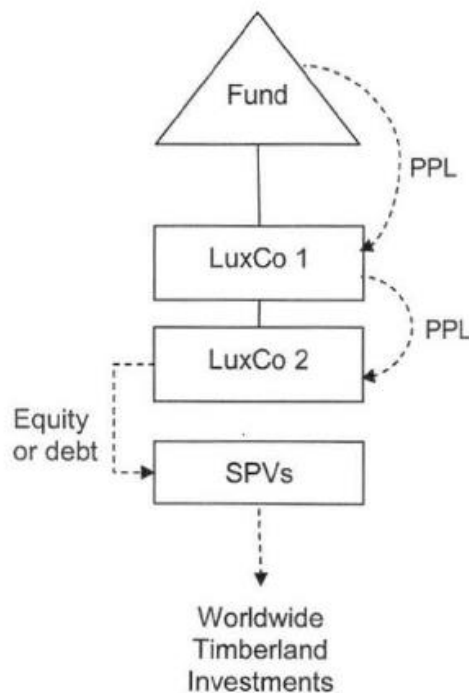 Fund
PPL
LuxCo 1
PPL
LuxCo 2
Equity
or debt
SPVs
Worldwide
Timberland
Investments